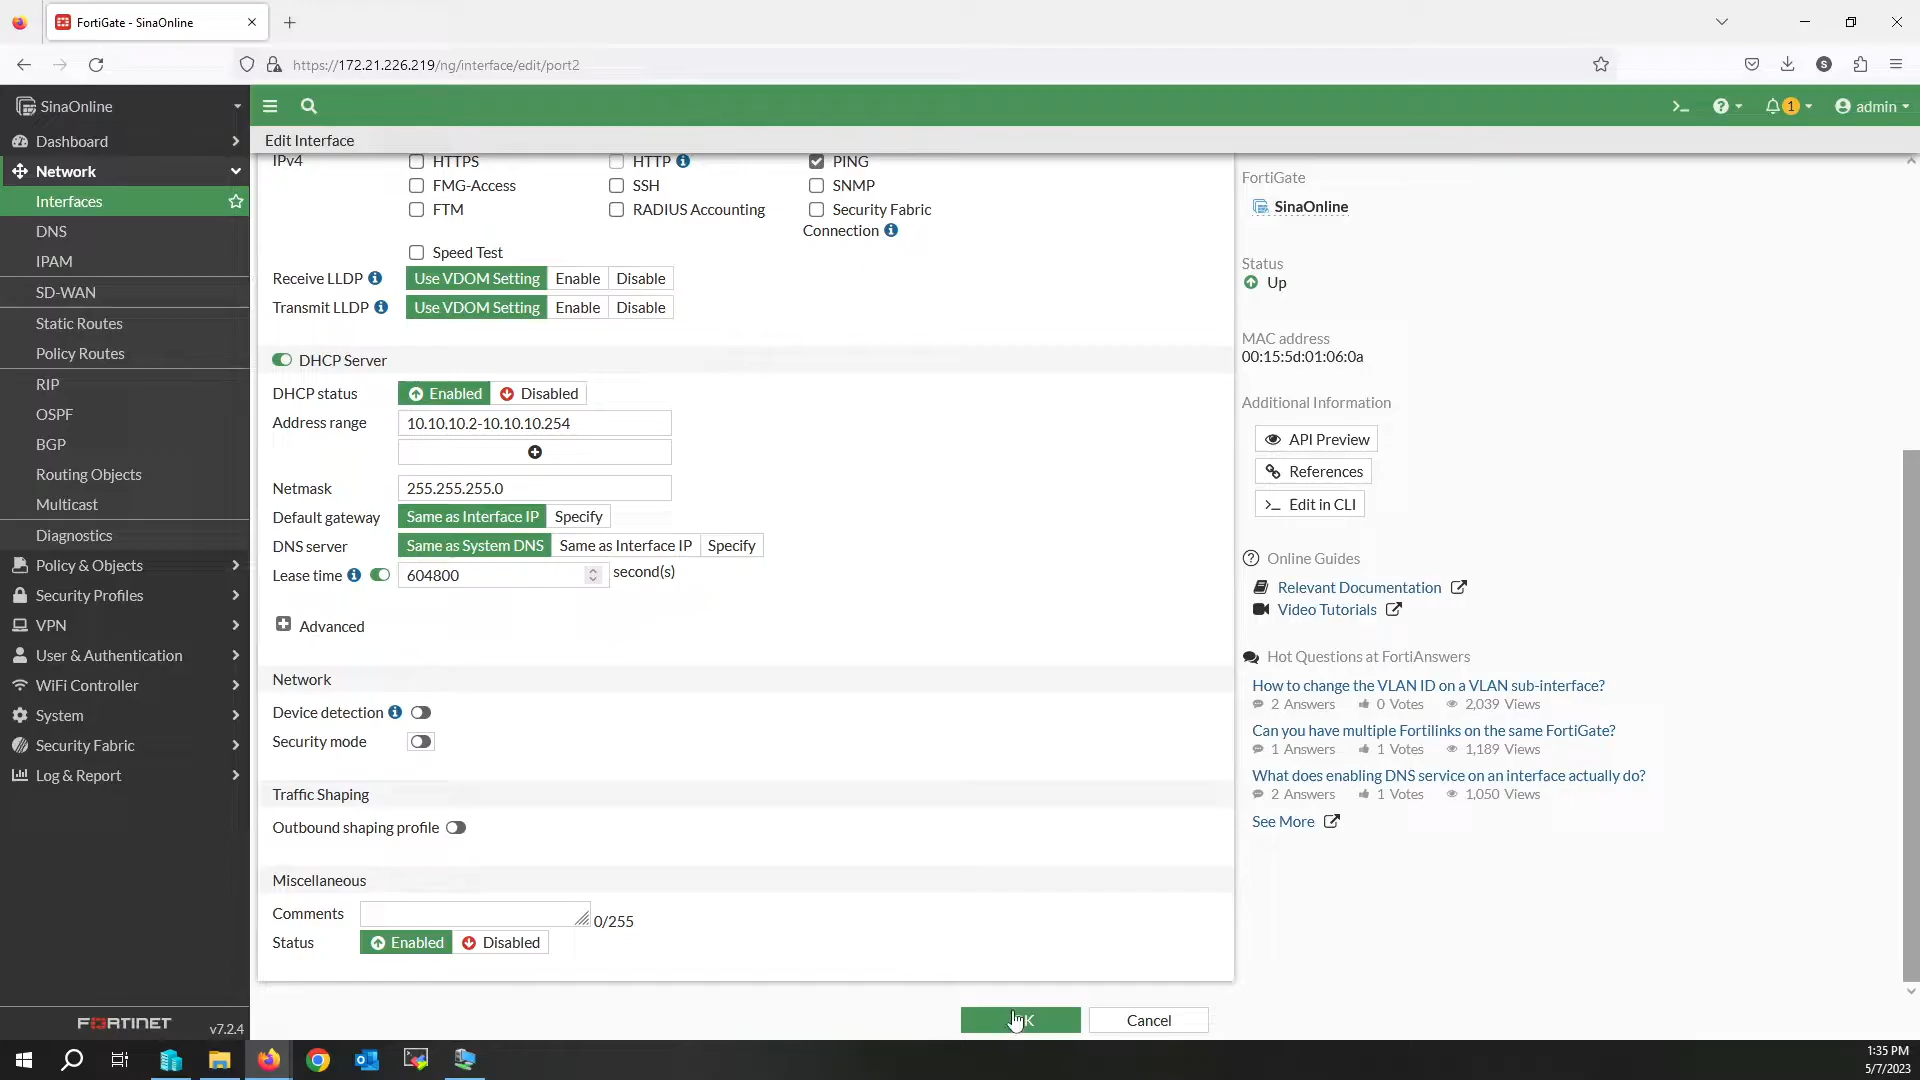 FortiGate - SinaOnline
https://172.21.226.219/ng/interface/edit/port2
SinaOnline
1
admin
Dashboard
Network
Interfaces
DNS
IPAM
SD-WAN
Static Routes
Policy Routes
RIP
OSPF
BGP
Routing Objects
Multicast
Diagnostics
Policy & Objects
Security Profiles
VPN
User & Authentication
WiFi Controller
System
Security Fabric
Log & Report
FORTINET
v7.2.4
Edit Interface
IPv4
HTTPS
HTTP
PING
FMG-Access
SSH
SNMP
FTM
RADIUS Accounting
Security Fabric
Connection
Speed Test
Receive LLDP
Use VDOM Setting
Enable
Disable
Transmit LLDP
Use VDOM Setting
Enable
Disable
DHCP Server
DHCP status
Enabled
Disabled
Address range
10.10.10.2-10.10.10.254
Netmask
255.255.255.0
Default gateway
Same as Interface IP
Specify
DNS server
Same as System DNS
Same as Interface IP
Specify
Lease time
604800
second(s)
Advanced
Network
Device detection
Security mode
Traffic Shaping
Outbound shaping profile
Miscellaneous
Comments
0/255
Status
Enabled
Disabled
Cancel
FortiGate
SinaOnline
Status
Up
MAC address
00:15:5d:01:06:0a
Additional Information
API Preview
References
Edit in CLI
Online Guides
Relevant Documentation
Video Tutorials
Hot Questions at FortiAnswers
How to change the VLAN ID on a VLAN sub-interface?
2 Answers
0 Votes
2,039 Views
Can you have multiple Fortilinks on the same FortiGate?
1 Answers
1 Votes
1,189 Views
What does enabling DNS service on an interface actually do?
2 Answers
1 Votes
1,050 Views
See More
1:35 PM
5/7/2023